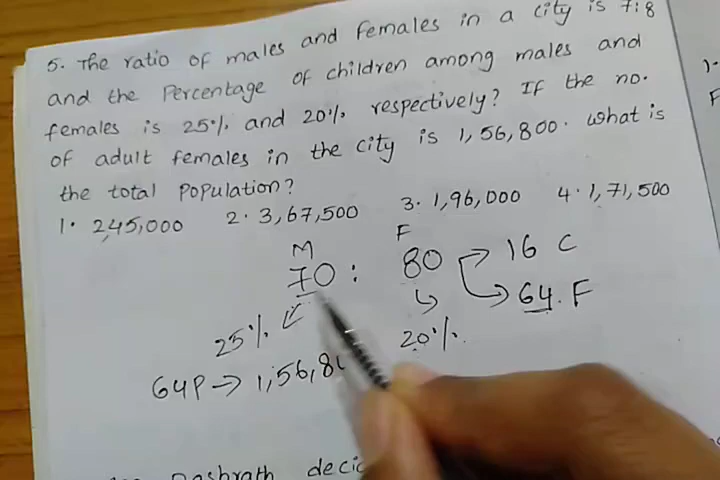 5. The ratio of males and females in a city is 7:8
and the Percentage of children among males and
females is 25% and 20% respectively? If the no.
of adult females in the city is 1,56,800. what is
the total population?
1. 245,000 2. 3,67,500 3. 1,96,000 4. 1,71,500
M F
70 : 80 → 16 C
→ 64. F
25% 20%.
64P → 1,56,8
Dashrath
1.
F